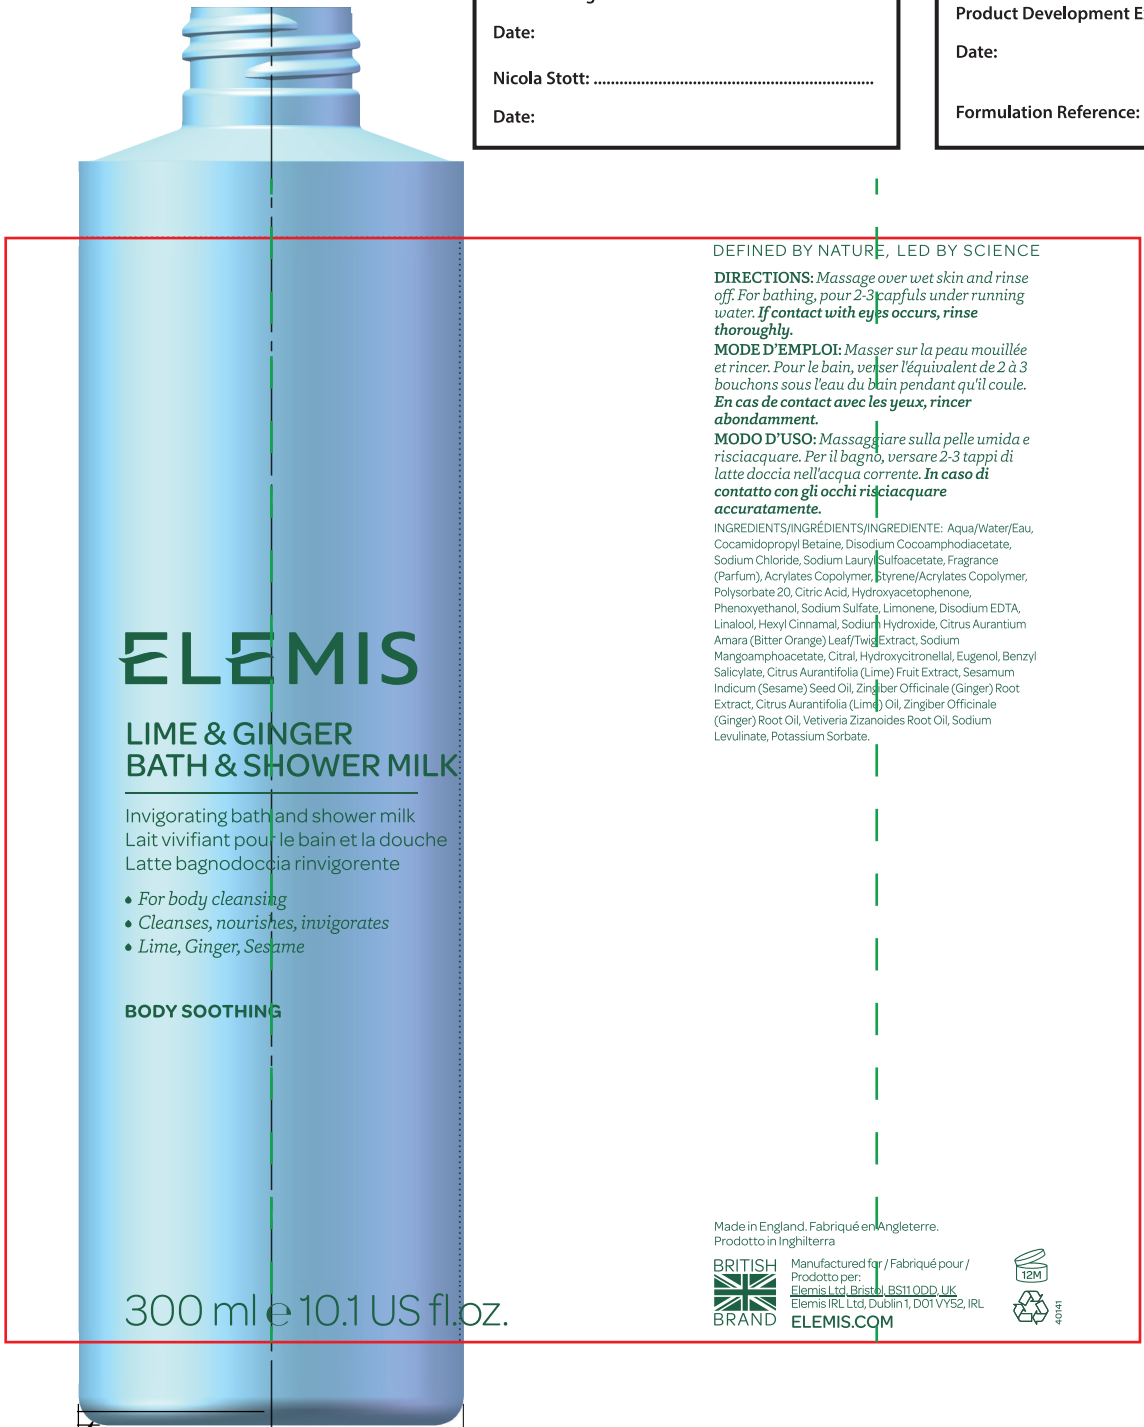 Date:
Nicola Stott: .................................................................
Date:
Product Development E
Date:
Formulation Reference:
ELEMIS
LIME & GINGER
BATH & SHOWER MILK
Invigorating bath and shower milk
Lait vivifiant pour le bain et la douche
Latte bagnodoccia rinvigorente
• For body cleansing
• Cleanses, nourishes, invigorates
• Lime, Ginger, Sesame
BODY SOOTHING
300 ml e 10.1 US fl.oz.
DEFINED BY NATURE, LED BY SCIENCE
DIRECTIONS: Massage over wet skin and rinse
off. For bathing, pour 2-3 capfuls under running
water. If contact with eyes occurs, rinse
thoroughly.
MODE D'EMPLOI: Masser sur la peau mouillée
et rincer. Pour le bain, verser l'équivalent de 2 à 3
bouchons sous l'eau du bain pendant qu'il coule.
En cas de contact avec les yeux, rincer
abondamment.
MODO D'USO: Massaggiare sulla pelle umida e
risciacquare. Per il bagno, versare 2-3 tappi di
latte doccia nell'acqua corrente. In caso di
contatto con gli occhi risciacquare
accuratamente.
INGREDIENTS/INGRÉDIENTS/INGREDIENTE: Aqua/Water/Eau,
Cocamidopropyl Betaine, Disodium Cocoamphodiacetate,
Sodium Chloride, Sodium Lauryl Sulfoacetate, Fragrance
(Parfum), Acrylates Copolymer, Styrene/Acrylates Copolymer,
Polysorbate 20, Citric Acid, Hydroxyacetophenone,
Phenoxyethanol, Sodium Sulfate, Limonene, Disodium EDTA,
Linalool, Hexyl Cinnamal, Sodium Hydroxide, Citrus Aurantium
Amara (Bitter Orange) Leaf/Twig Extract, Sodium
Mangoamphoacetate, Citral, Hydroxycitronellal, Eugenol, Benzyl
Salicylate, Citrus Aurantifolia (Lime) Fruit Extract, Sesamum
Indicum (Sesame) Seed Oil, Zingiber Officinale (Ginger) Root
Extract, Citrus Aurantifolia (Lime) Oil, Zingiber Officinale
(Ginger) Root Oil, Vetiveria Zizanoides Root Oil, Sodium
Levulinate, Potassium Sorbate.
Made in England. Fabriqué en Angleterre.
Prodotto in Inghilterra
BRITISH
BRAND
Manufactured for / Fabriqué pour /
Prodotto per:
Elemis Ltd, Bristol, BS11 0DD, UK
Elemis IRL Ltd, Dublin 1, D01 VY52, IRL
ELEMIS.COM
12M
40141